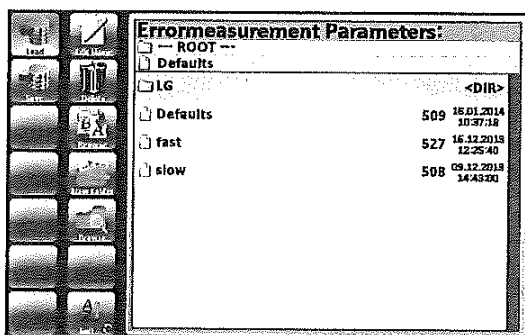 Errormeasurement Parameters:
--- ROOT ---
Defaults
LG <DIR>
Defaults 509 16.01.2014 10:37:18
fast 527 16.12.2013 12:25:40
slow 508 09.12.2013 14:43:00
Load